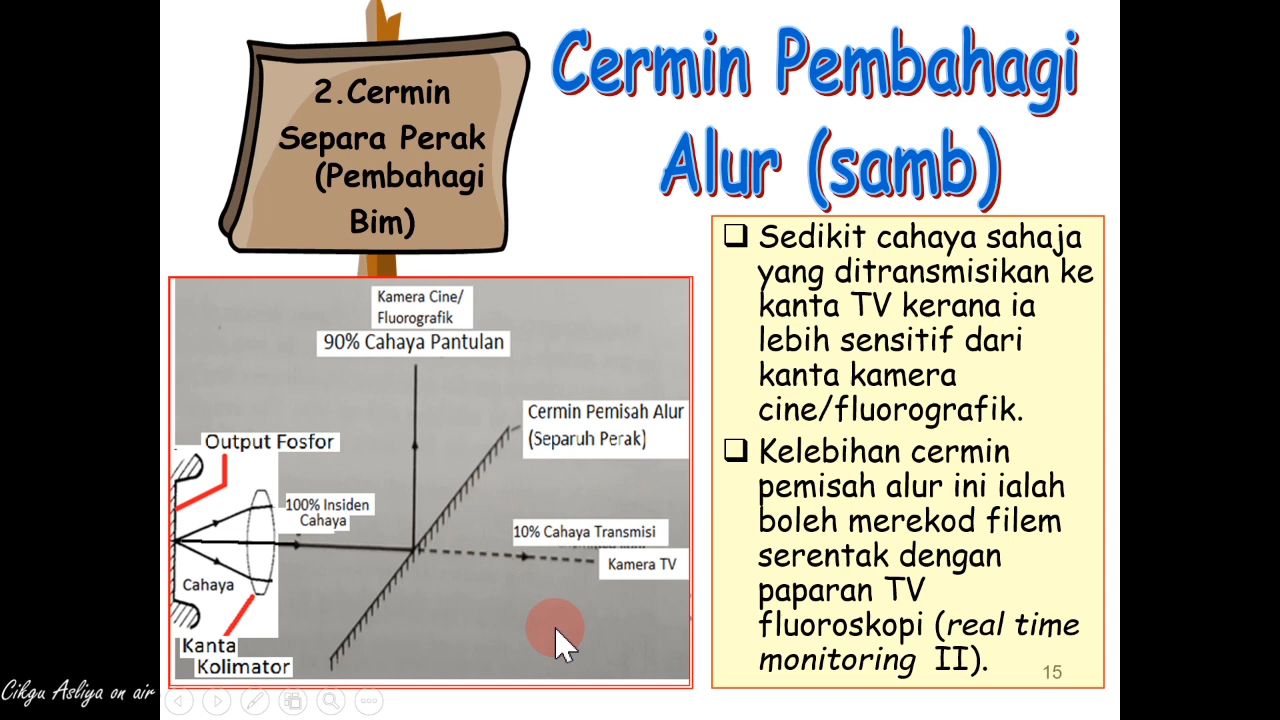 2.Cermin
Separa Perak
(Pembahagi
Bim)
Cermin Pembahagi
Alur (samb)
Kamera Cine/
Fluorografik
90% Cahaya Pantulan
Cermin Pemisah Alur
(Separuh Perak)
Output Fosfor
100% Insiden
Cahaya
10% Cahaya Transmisi
Kamera TV
Cahaya
Kanta
Kolimator
Sedikit cahaya sahaja
yang ditransmisikan ke
kanta TV kerana ia
lebih sensitif dari
kanta kamera
cine/fluorografik.
Kelebihan cermin
pemisah alur ini ialah
boleh merekod filem
serentak dengan
paparan TV
fluoroskopi (real time
monitoring II).
15
Cikgu Asliya on air